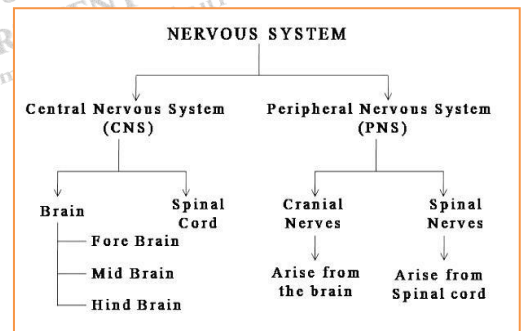 NERVOUS SYSTEM
Central Nervous System
(CNS)
Peripheral Nervous System
(PNS)
Brain
Spinal
Cord
Fore Brain
Mid Brain
Hind Brain
Cranial
Nerves
Spinal
Nerves
Arise from
the brain
Arise from
Spinal cord